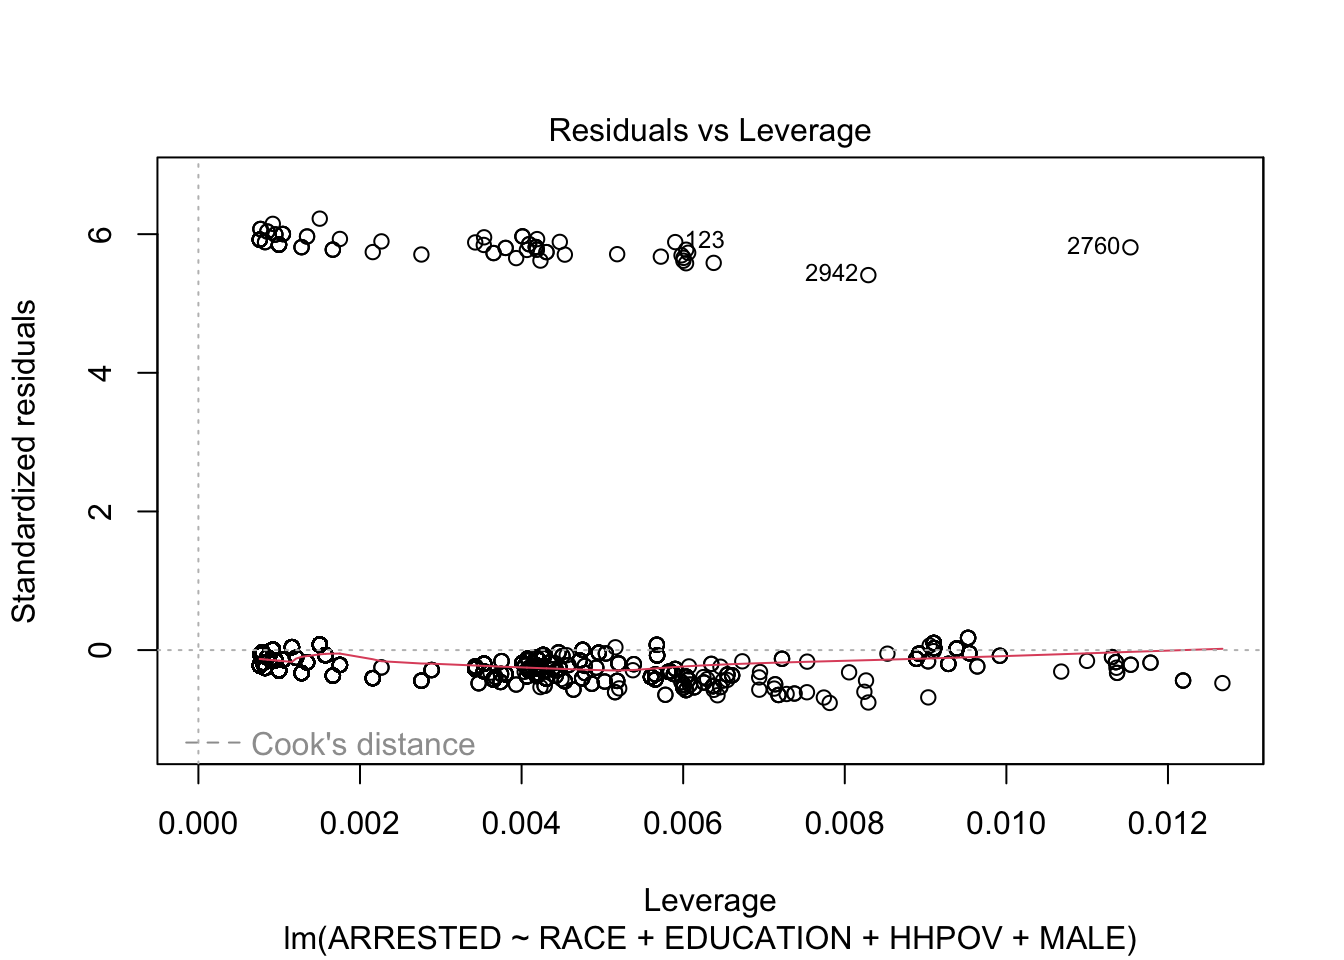 Residuals vs Leverage
Standardized residuals
6
4
2
0
123
2942
2760
Cook's distance
0.000 0.002 0.004 0.006 0.008 0.010 0.012
Leverage
lm(ARRESTED ~ RACE + EDUCATION + HHPOV + MALE)